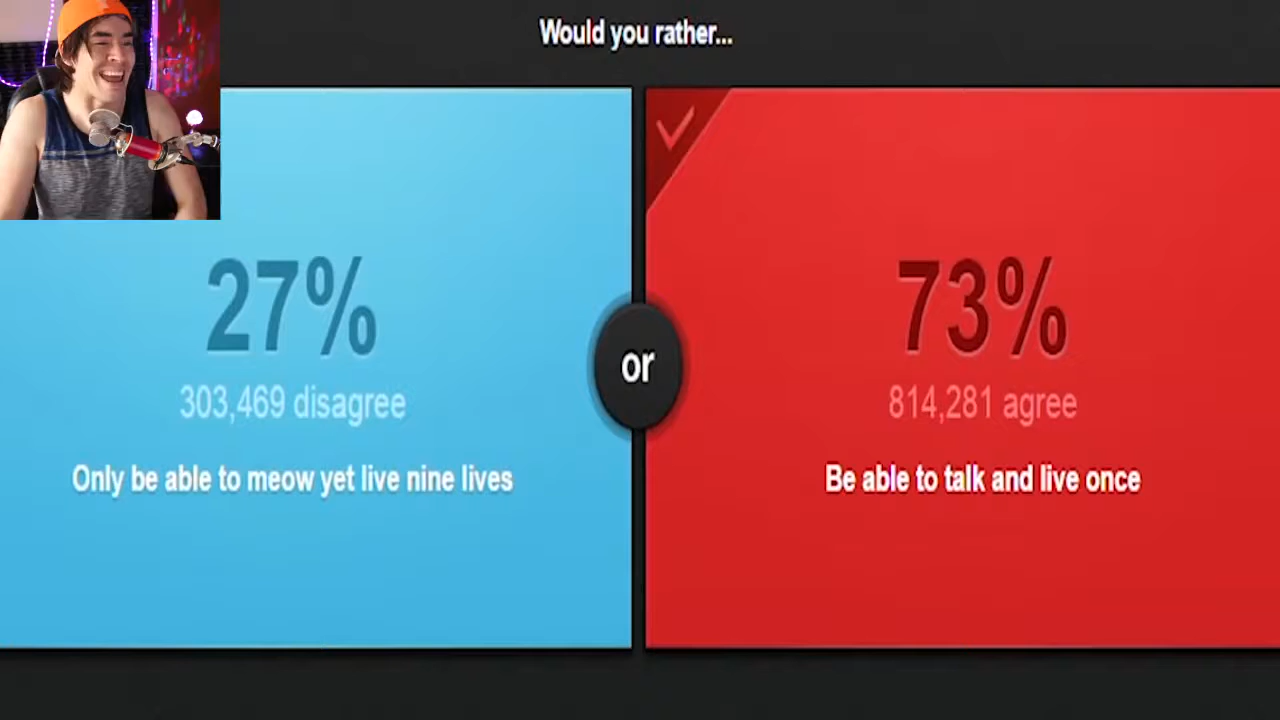 Would you rather...
27%
303,469 disagree
Only be able to meow yet live nine lives
or
73%
814,281 agree
Be able to talk and live once